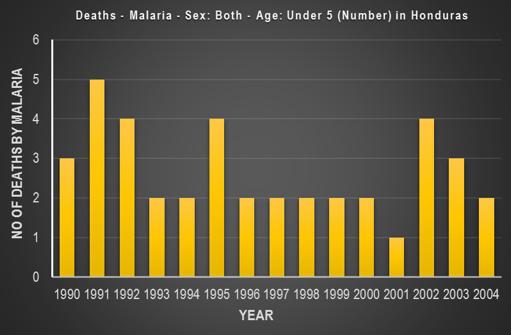 Deaths - Malaria - Sex: Both - Age: Under 5 (Number) in Honduras
NO OF DEATHS BY MALARIA
6
5
4
3
2
1
0
1990 1991 1992 1993 1994 1995 1996 1997 1998 1999 2000 2001 2002 2003 2004
YEAR